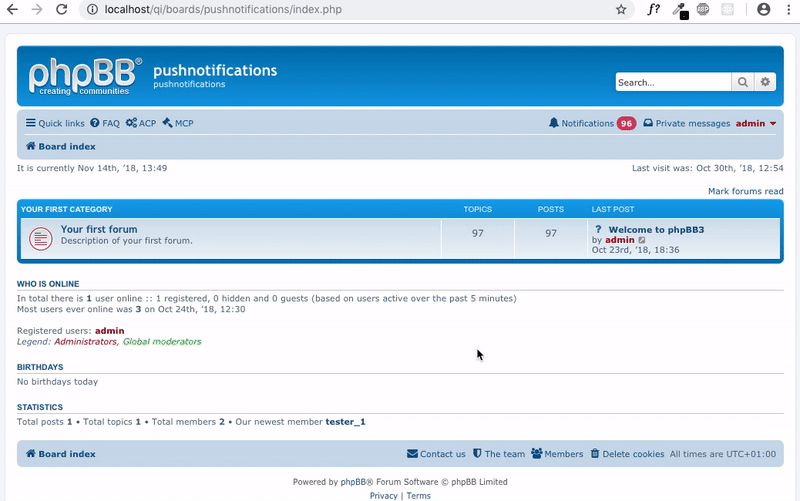 localhost/qi/boards/pushnotifications/index.php
f?
ABP
phpBB®
creating communities
pushnotifications
pushnotifications
Search...
Quick links FAQ ACP MCP
Notifications 96 Private messages admin
Board index
It is currently Nov 14th, '18, 13:49
Last visit was: Oct 30th, '18, 12:54
Mark forums read
YOUR FIRST CATEGORY TOPICS POSTS LAST POST
Your first forum
Description of your first forum.
97
97
? Welcome to phpBB3
by admin
Oct 23rd, '18, 18:36
WHO IS ONLINE
In total there is 1 user online :: 1 registered, 0 hidden and 0 guests (based on users active over the past 5 minutes)
Most users ever online was 3 on Oct 24th, '18, 12:30
Registered users: admin
Legend: Administrators, Global moderators
BIRTHDAYS
No birthdays today
STATISTICS
Total posts 1 • Total topics 1 • Total members 2 • Our newest member tester_1
Board index
Contact us The team Members Delete cookies All times are UTC+01:00
Powered by phpBB® Forum Software © phpBB Limited
Privacy | Terms